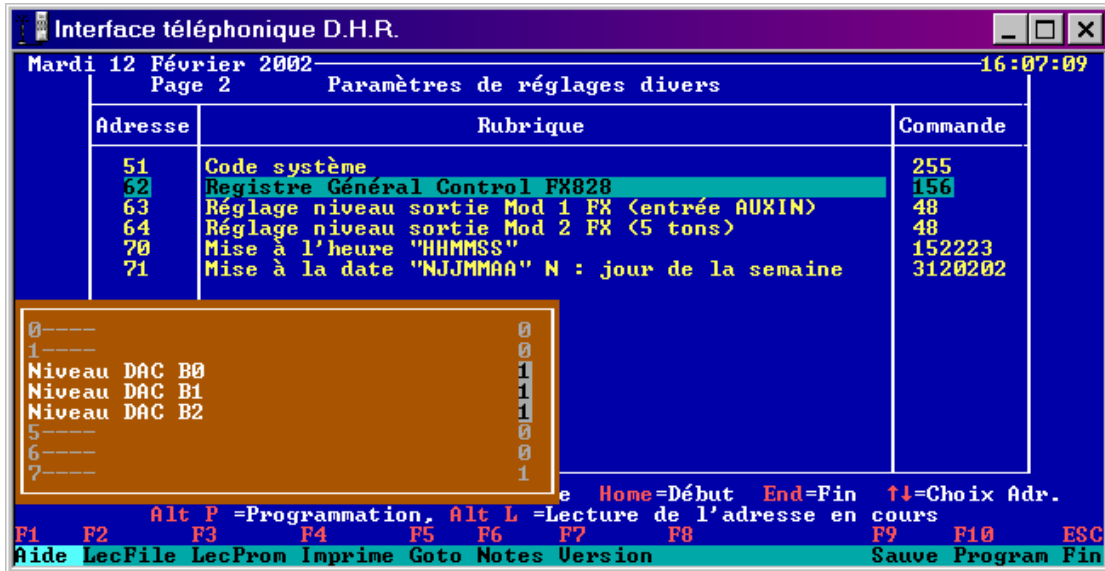 Interface téléphonique D.H.R.
Mardi 12 Février 2002 16:07:09
Page 2 Paramètres de réglages divers
Adresse Rubrique Commande
51 Code système 255
62 Registre Général Control FX828 156
63 Réglage niveau sortie Mod 1 FX (entrée AUXIN) 48
64 Réglage niveau sortie Mod 2 FX (5 tons) 48
70 Mise à l'heure "HHMMSS" 152223
71 Mise à la date "NJJMMAA" N : jour de la semaine 3120202
0---- 0
1---- 0
Niveau DAC B0 1
Niveau DAC B1 1
Niveau DAC B2 1
5---- 0
6---- 0
7---- 1
e Home=Début End=Fin ↑↓=Choix Adr.
Alt P =Programmation, Alt L =Lecture de l'adresse en cours
F1 F2 F3 F4 F5 F6 F7 F8 F9 F10 ESC
Aide LecFile LecProm Imprime Goto Notes Version Sauve Program Fin